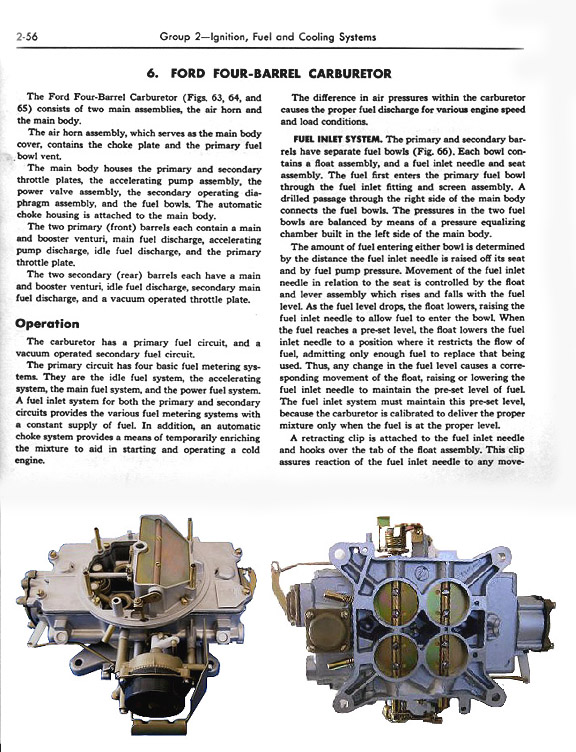 2-56
Group 2—Ignition, Fuel and Cooling Systems
6. FORD FOUR-BARREL CARBURETOR
The Ford Four-Barrel Carburetor (Figs. 63, 64, and
65) consists of two main assemblies, the air horn and
the main body.
The air horn assembly, which serves as the main body
cover, contains the choke plate and the primary fuel
bowl vent.
The main body houses the primary and secondary
throttle plates, the accelerating pump assembly, the
power valve assembly, the secondary operating dia-
phragm assembly, and the fuel bowls. The automatic
choke housing is attached to the main body.
The two primary (front) barrels each contain a main
and booster venturi, main fuel discharge, accelerating
pump discharge, idle fuel discharge, and the primary
throttle plate.
The two secondary (rear) barrels each have a main
and booster venturi, idle fuel discharge, secondary main
fuel discharge, and a vacuum operated throttle plate.
Operation
The carburetor has a primary fuel circuit, and a
vacuum operated secondary fuel circuit.
The primary circuit has four basic fuel metering sys-
tems. They are the idle fuel system, the accelerating
system, the main fuel system, and the power fuel system.
A fuel inlet system for both the primary and secondary
circuits provides the various fuel metering systems with
a constant supply of fuel. In addition, an automatic
choke system provides a means of temporarily enriching
the mixture to aid in starting and operating a cold
engine.
The difference in air pressures within the carburetor
causes the proper fuel discharge for various engine speed
and load conditions.
FUEL INLET SYSTEM. The primary and secondary bar-
rels have separate fuel bowls (Fig. 66). Each bowl con-
tains a float assembly, and a fuel inlet needle and seat
assembly. The fuel first enters the primary fuel bowl
through the fuel inlet fitting and screen assembly. A
drilled passage through the right side of the main body
connects the fuel bowls. The pressures in the two fuel
bowls are balanced by means of a pressure equalizing
chamber built in the left side of the main body.
The amount of fuel entering either bowl is determined
by the distance the fuel inlet needle is raised off its seat
and by fuel pump pressure. Movement of the fuel inlet
needle in relation to the seat is controlled by the float
and lever assembly which rises and falls with the fuel
level. As the fuel level drops, the float lowers, raising the
fuel inlet needle to allow fuel to enter the bowl. When
the fuel reaches a pre-set level, the float lowers the fuel
inlet needle to a position where it restricts the flow of
fuel, admitting only enough fuel to replace that being
used. Thus, any change in the fuel level causes a corre-
sponding movement of the float, raising or lowering the
fuel inlet needle to maintain the pre-set level of fuel.
The fuel inlet system must maintain this pre-set level,
because the carburetor is calibrated to deliver the proper
mixture only when the fuel is at the proper level.
A retracting clip is attached to the fuel inlet needle
and hooks over the tab of the float assembly. This clip
assures reaction of the fuel inlet needle to any move-